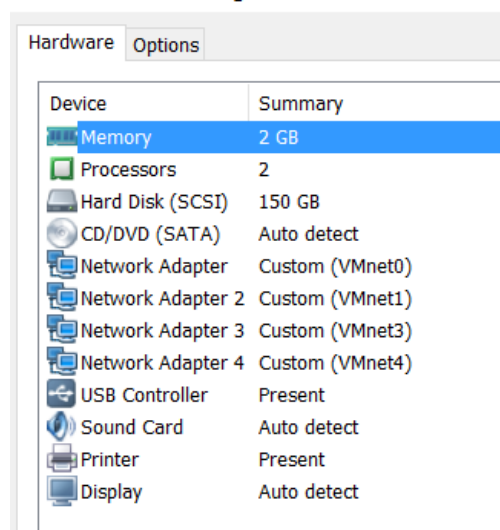 Hardware Options
Device Summary
Memory 2 GB
Processors 2
Hard Disk (SCSI) 150 GB
CD/DVD (SATA) Auto detect
Network Adapter Custom (VMnet0)
Network Adapter 2 Custom (VMnet1)
Network Adapter 3 Custom (VMnet3)
Network Adapter 4 Custom (VMnet4)
USB Controller Present
Sound Card Auto detect
Printer Present
Display Auto detect